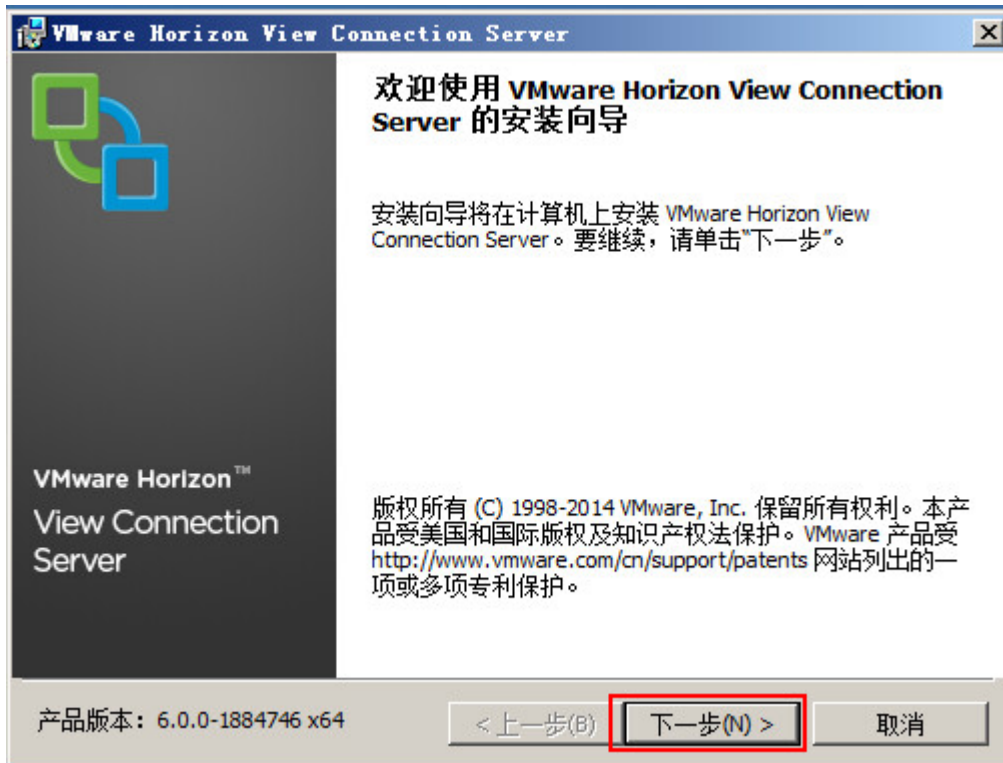 VMware Horizon View Connection Server
欢迎使用 VMware Horizon View Connection
Server 的安装向导
安装向导将在计算机上安装 VMware Horizon View
Connection Server。要继续，请单击“下一步”。
VMware Horizon™
View Connection
Server
版权所有 (C) 1998-2014 VMware, Inc. 保留所有权利。本产
品受美国和国际版权及知识产权法保护。VMware 产品受
http://www.vmware.com/cn/support/patents 网站列出的一
项或多项专利保护。
产品版本: 6.0.0-1884746 x64
< 上一步(B)
下一步(N) >
取消